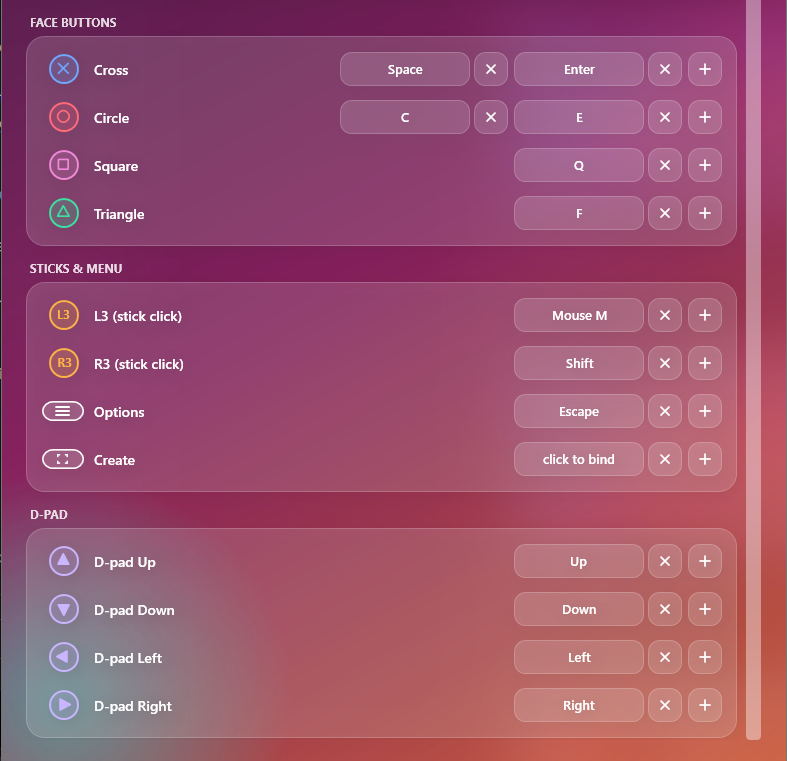 FACE BUTTONS
Cross Space Enter
Circle C E
Square Q
Triangle F
STICKS & MENU
L3 L3 (stick click) Mouse M
R3 R3 (stick click) Shift
Options Escape
Create click to bind
D-PAD
D-pad Up Up
D-pad Down Down
D-pad Left Left
D-pad Right Right